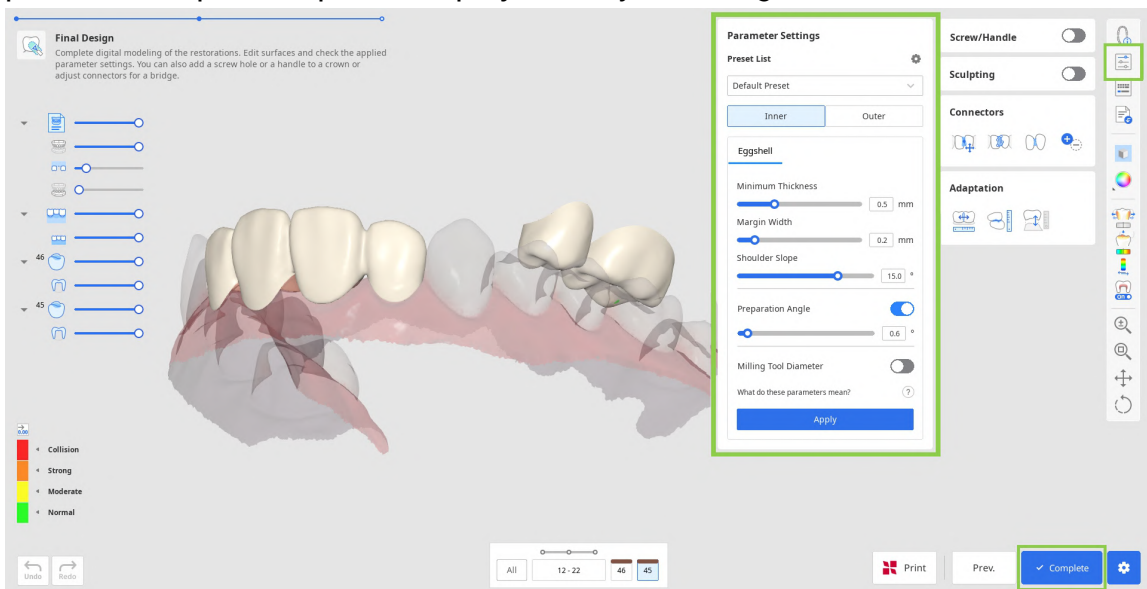 Final Design
Complete digital modeling of the restorations. Edit surfaces and check the applied
parameter settings. You can also add a screw hole or a handle to a crown or
adjust connectors for a bridge.
46
45
0.00
Collision
Strong
Moderate
Normal
Undo
Redo
Parameter Settings
Preset List
Default Preset
Inner
Outer
Eggshell
Minimum Thickness
0.5 mm
Margin Width
0.2 mm
Shoulder Slope
15.0 °
Preparation Angle
0.6 °
Milling Tool Diameter
What do these parameters mean?
?
Apply
Screw/Handle
Sculpting
Connectors
Adaptation
All
12 - 22
46
45
Print
Prev.
Complete